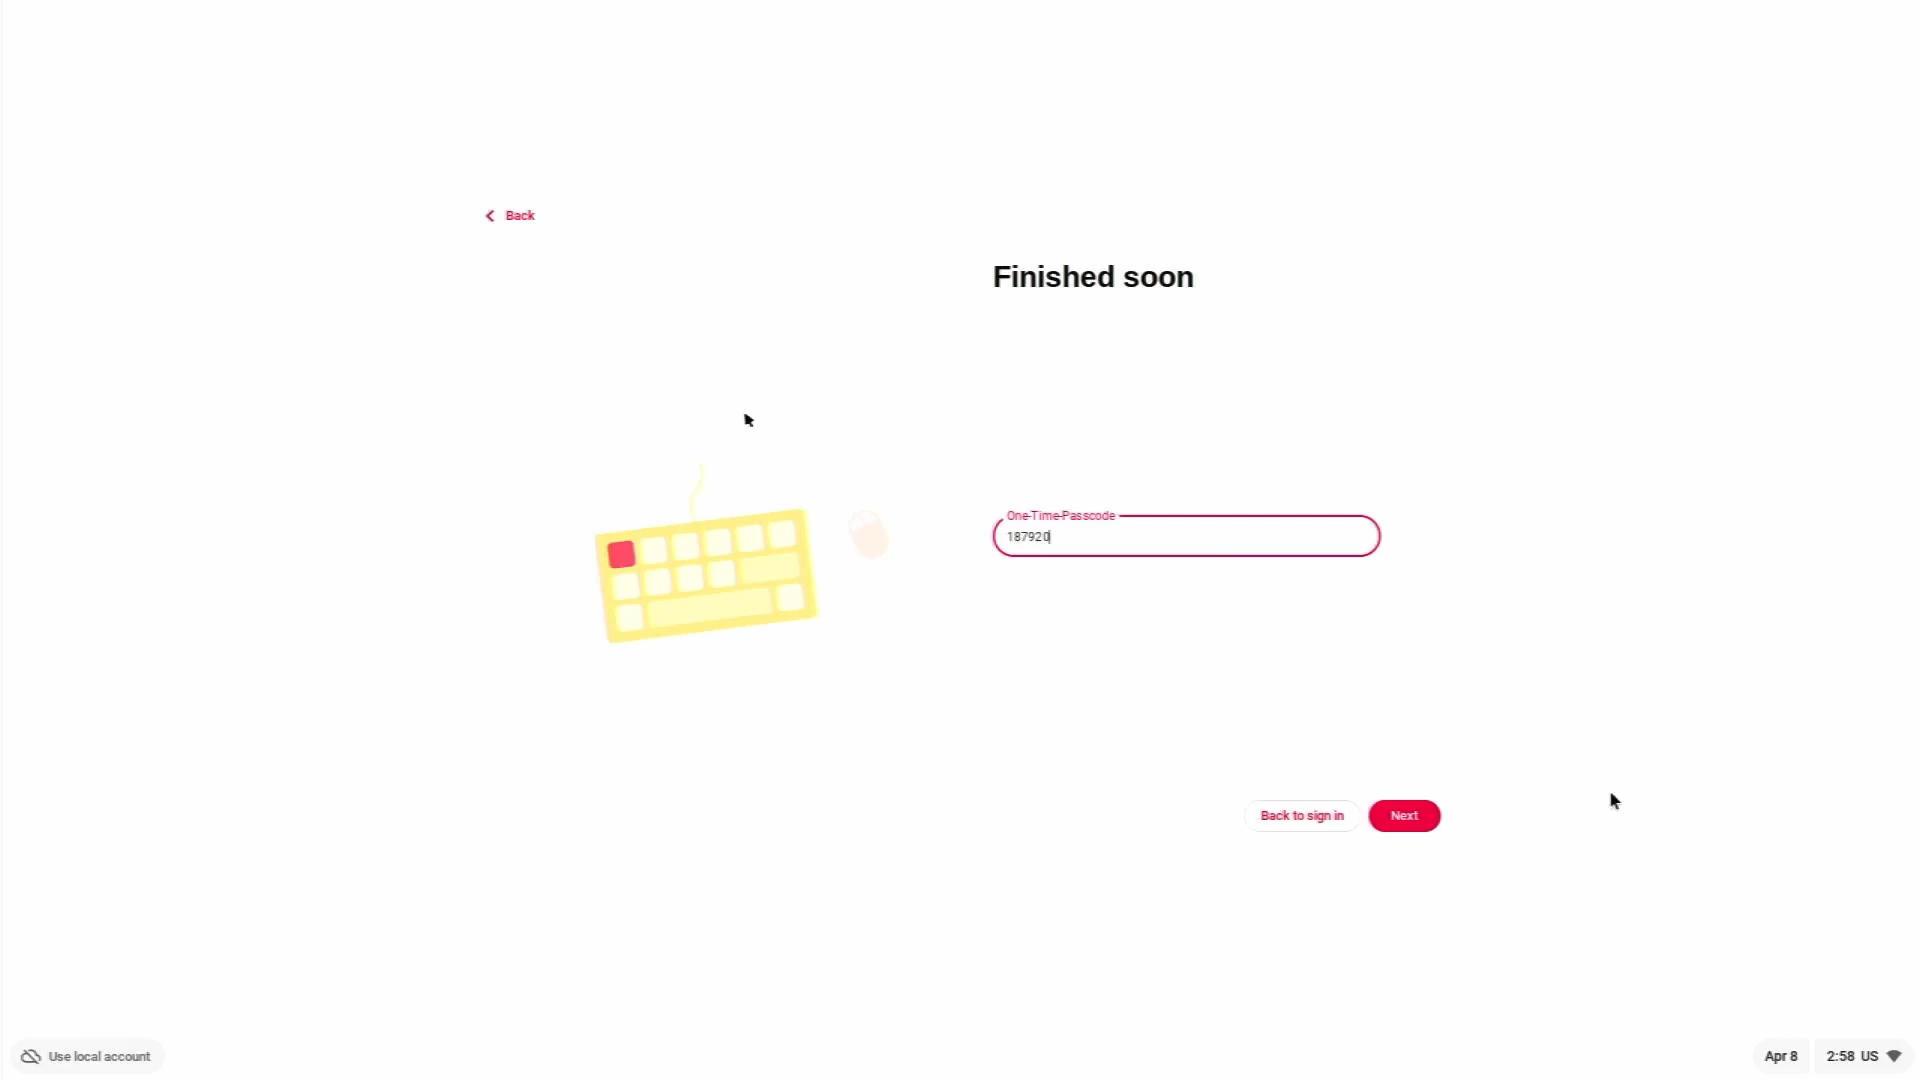 Back
Finished soon
One-Time-Passcode
187920
Back to sign in
Next
Use local account
Apr 8
2:58 US